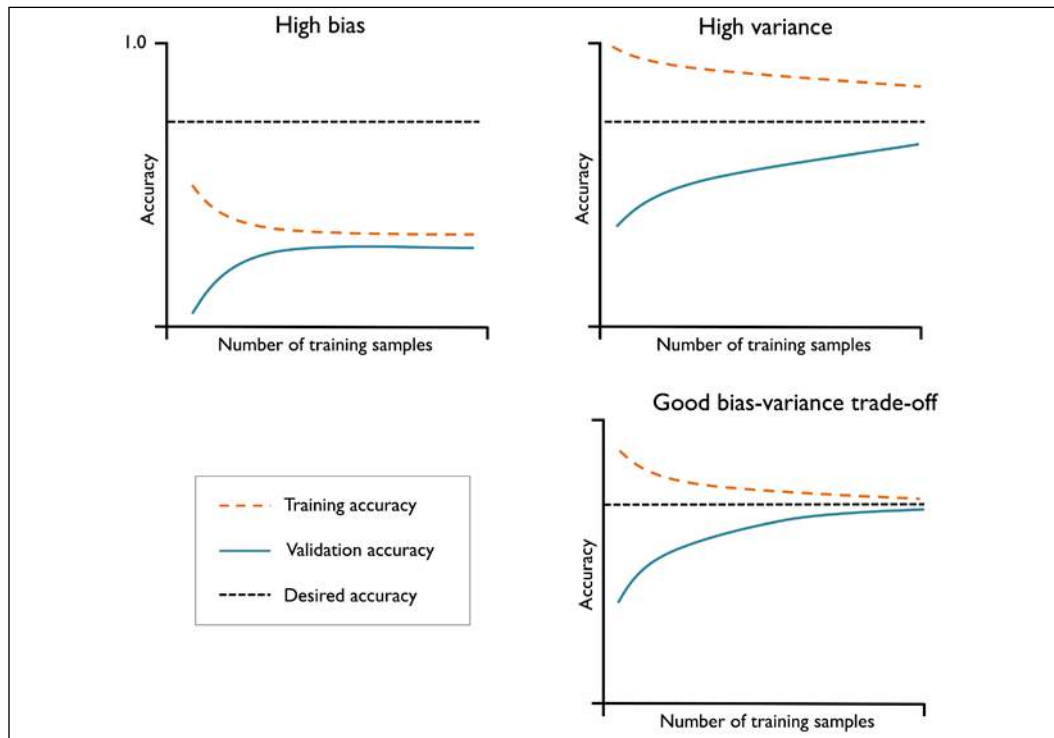 High bias
1.0
Accuracy
Number of training samples
High variance
Number of training samples
Good bias-variance trade-off
Accuracy
Number of training samples
Training accuracy
Validation accuracy
Desired accuracy